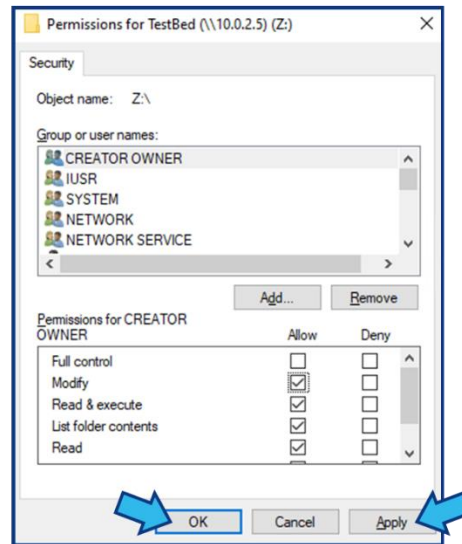 Permissions for TestBed (\\10.0.2.5) (Z:)
Security
Object name: Z:\
Group or user names:
CREATOR OWNER
IUSR
SYSTEM
NETWORK
NETWORK SERVICE
Add... Remove
Permissions for CREATOR
OWNER Allow Deny
Full control
Modify
Read & execute
List folder contents
Read
OK Cancel Apply